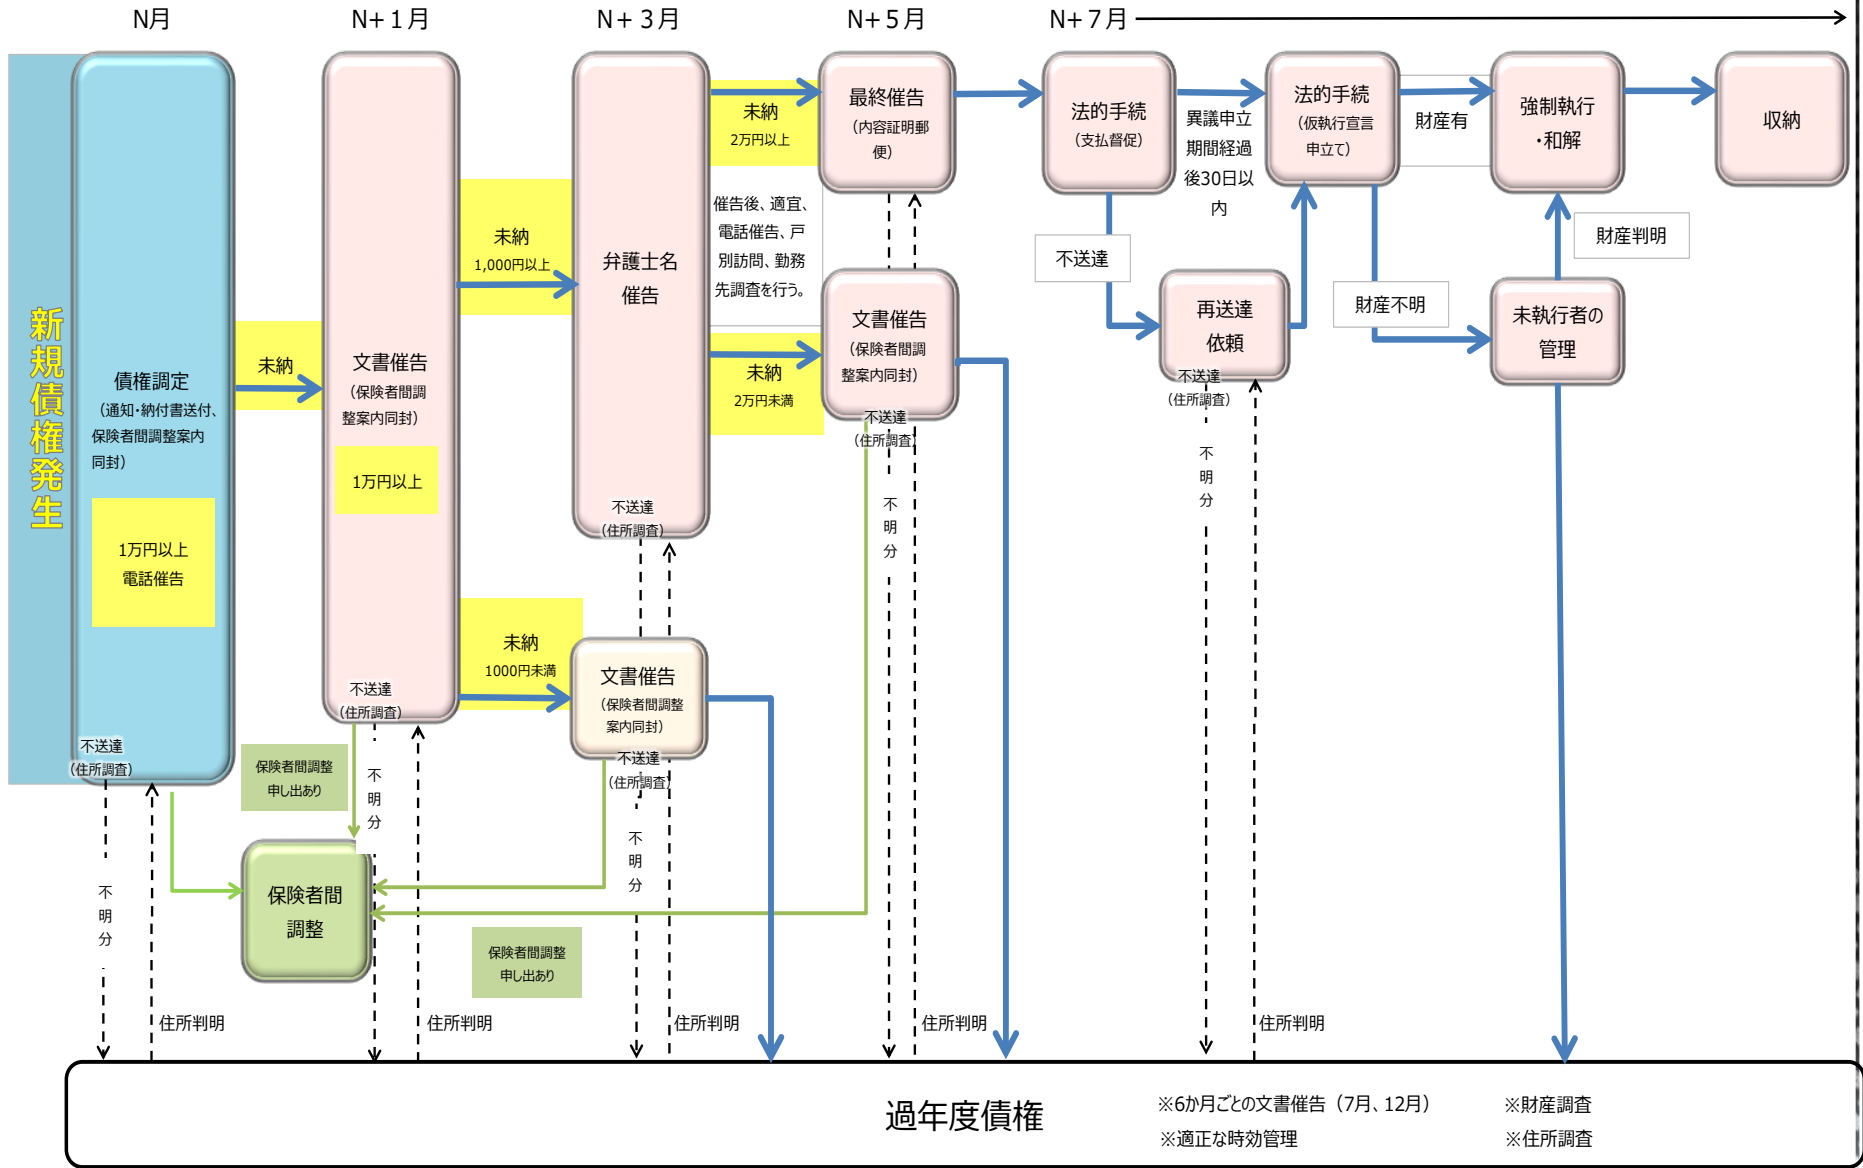 N月
N+1月
N+3月
N+5月
N+7月
新規債権発生
債権調定
（通知・納付書送付、
保険者間調整案内
同封）
1万円以上
電話催告
不送達
（住所調査）
未納
文書催告
（保険者間調
整案内同封）
1万円以上
不送達
（住所調査）
未納
1,000円以上
未納
1000円未満
弁護士名
催告
不送達
（住所調査）
文書催告
（保険者間調整
案内同封）
不送達
（住所調査）
未納
2万円以上
催告後、適宜、
電話催告、戸
別訪問、勤務
先調査を行う。
未納
2万円未満
最終催告
（内容証明郵
便）
文書催告
（保険者間調
整案内同封）
不送達
（住所調査）
法的手続
（支払督促）
異議申立
期間経過
後30日以
内
不送達
再送達
依頼
不送達
（住所調査）
法的手続
（仮執行宣言
申立て）
財産有
財産不明
強制執行
・和解
財産判明
未執行者の
管理
収納
保険者間調整
申し出あり
保険者間
調整
保険者間調整
申し出あり
不明分
不明分
不明分
不明分
不明分
住所判明
住所判明
住所判明
住所判明
住所判明
過年度債権
※6か月ごとの文書催告（7月、12月）
※財産調査
※適正な時効管理
※住所調査